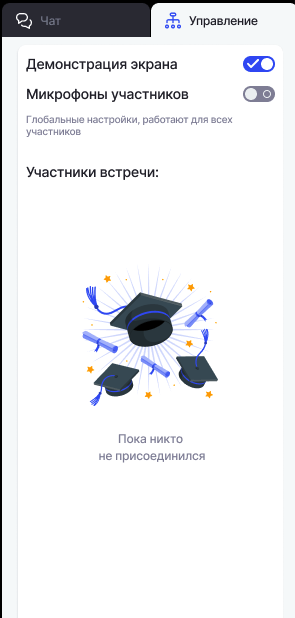 Чат
Управление
Демонстрация экрана
Микрофоны участников
Глобальные настройки, работают для всех
участников
Участники встречи:
Пока никто
не присоединился